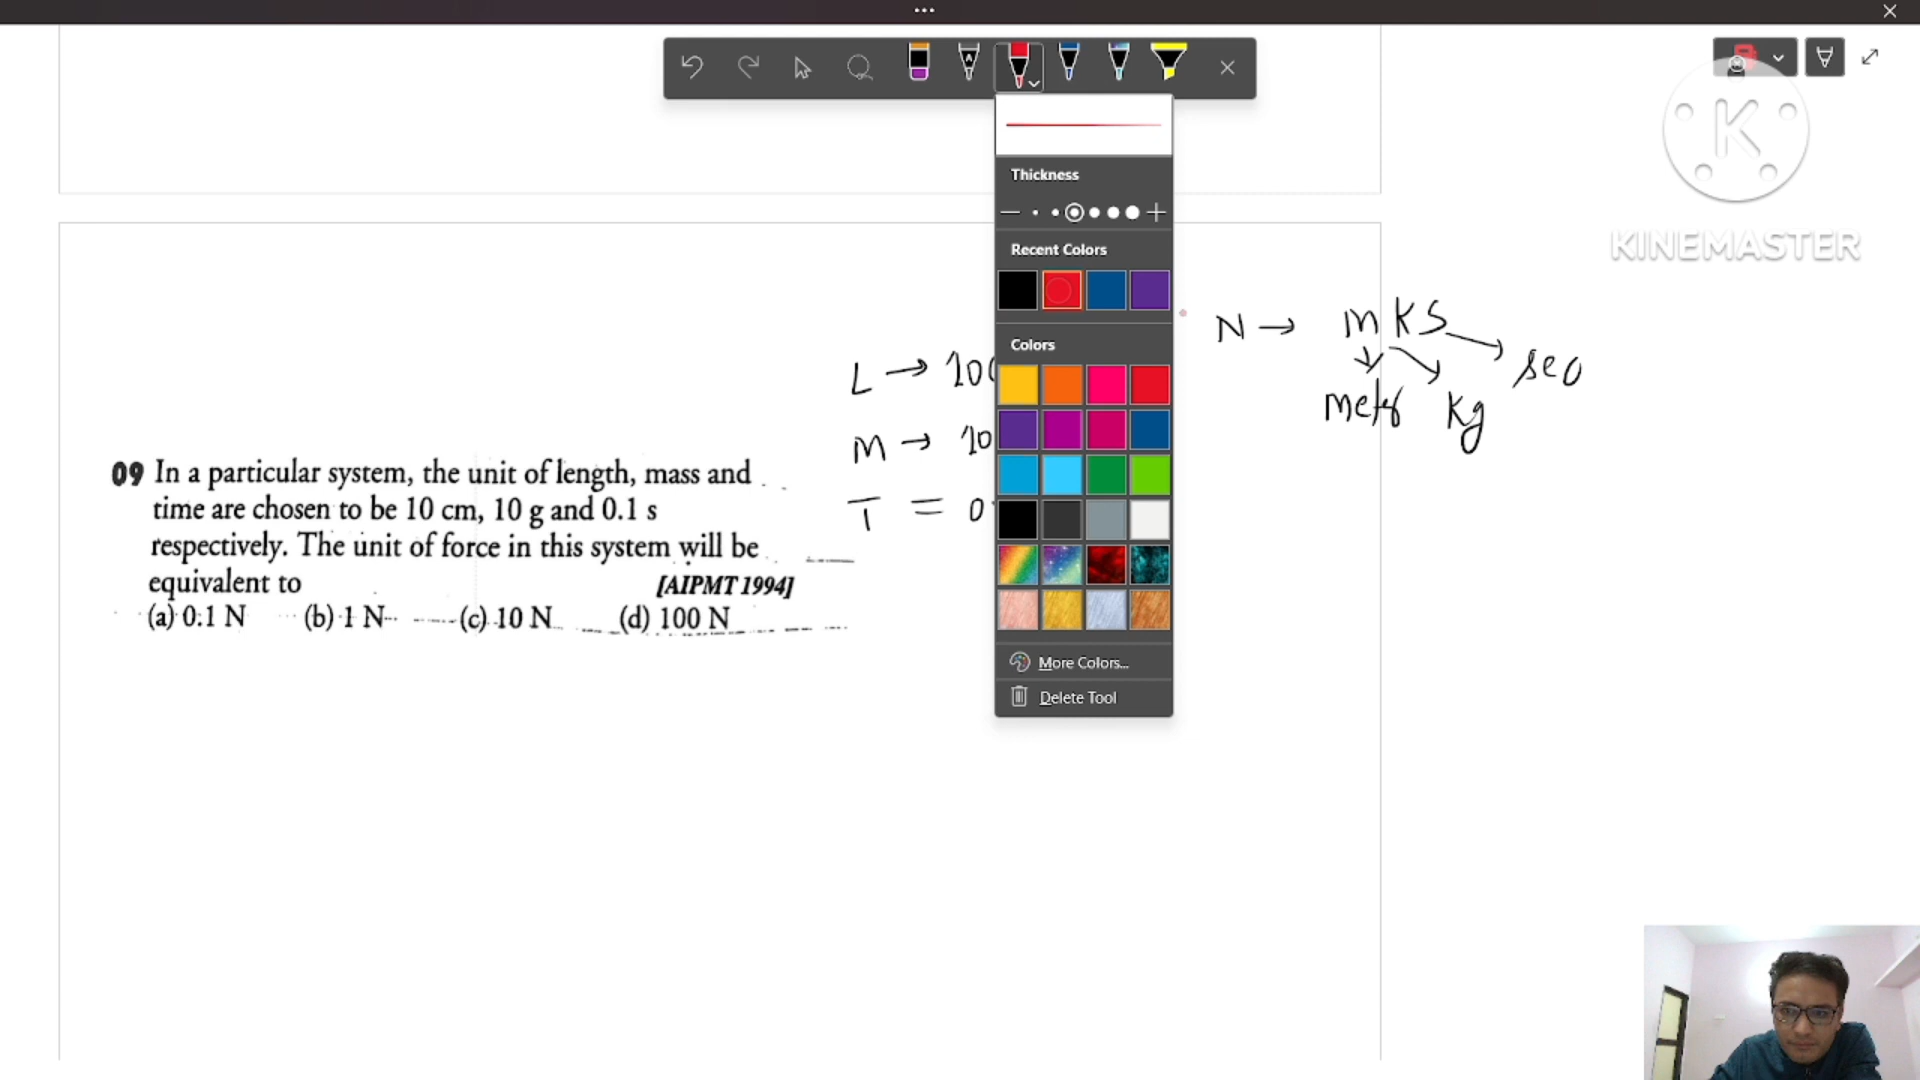 Thickness
Recent Colors
Colors
More Colors...
Delete Tool
KINEMASTER
N → mKS
meter kg sec
L → 10
M → 10
T = 0
09 In a particular system, the unit of length, mass and
time are chosen to be 10 cm, 10 g and 0.1 s
respectively. The unit of force in this system will be
equivalent to [AIPMT 1994]
(a) 0.1 N (b) 1 N (c) 10 N (d) 100 N